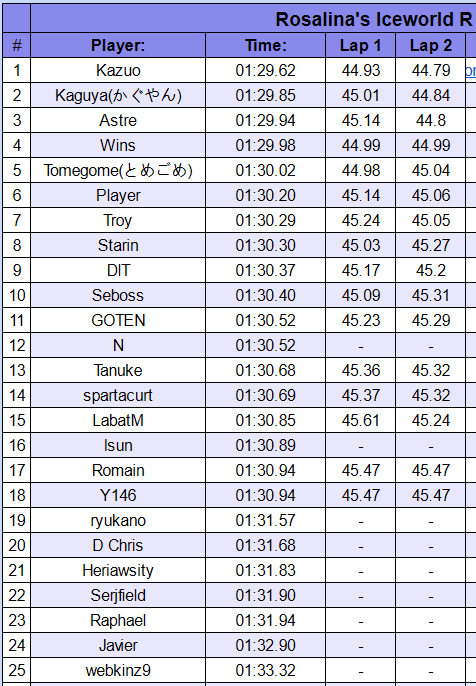 Rosalina's Iceworld R
# Player: Time: Lap 1 Lap 2
1 Kazuo 01:29.62 44.93 44.79
2 Kaguya(かぐやん) 01:29.85 45.01 44.84
3 Astre 01:29.94 45.14 44.8
4 Wins 01:29.98 44.99 44.99
5 Tomegome(とめごめ) 01:30.02 44.98 45.04
6 Player 01:30.20 45.14 45.06
7 Troy 01:30.29 45.24 45.05
8 Starin 01:30.30 45.03 45.27
9 DIT 01:30.37 45.17 45.2
10 Seboss 01:30.40 45.09 45.31
11 GOTEN 01:30.52 45.23 45.29
12 N 01:30.52 - -
13 Tanuke 01:30.68 45.36 45.32
14 spartacurt 01:30.69 45.37 45.32
15 LabatM 01:30.85 45.61 45.24
16 Isun 01:30.89 - -
17 Romain 01:30.94 45.47 45.47
18 Y146 01:30.94 45.47 45.47
19 ryukano 01:31.57 - -
20 D Chris 01:31.68 - -
21 Heriawsity 01:31.83 - -
22 Serjfield 01:31.90 - -
23 Raphael 01:31.94 - -
24 Javier 01:32.90 - -
25 webkinz9 01:33.32 - -